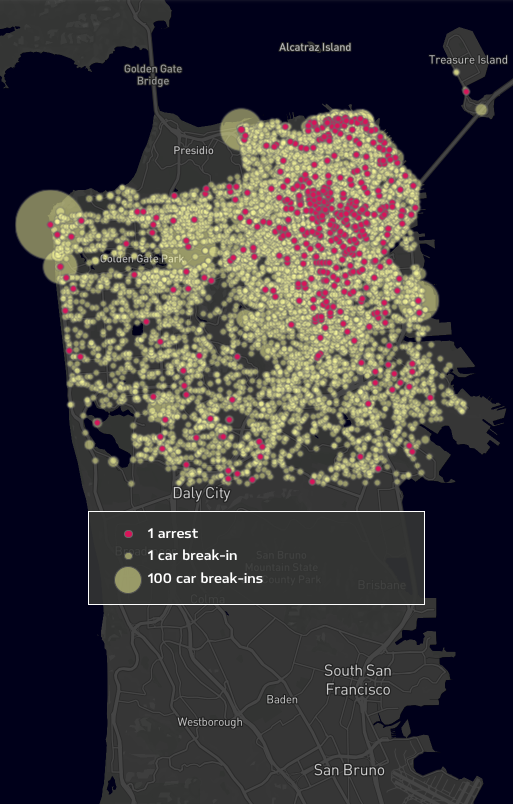 Alcatraz Island
Treasure Island
Golden Gate
Bridge
Presidio
Golden Gate Park
Daly City
1 arrest
1 car break-in
100 car break-ins
San Bruno
Mountain State
County Park
Brisbane
Colma
South San
Francisco
Baden
Westborough
San Bruno